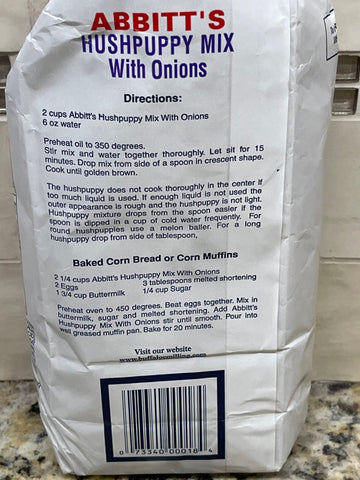 ABBITT'S
HUSHPUPPY MIX
With Onions
Directions:
2 cups Abbitt's Hushpuppy Mix With Onions
6 oz water
Preheat oil to 350 degrees.
Stir mix and water together thoroughly. Let sit for 15
minutes. Drop mix from side of a spoon in crescent shape.
Cook until golden brown.
The hushpuppy does not cook thoroughly in the center if
too much liquid is used. If enough liquid is not used the
outer appearance is rough and the hushpuppy is not light.
Hushpuppy mixture drops from the spoon easier if the
spoon is dipped in a cup of cold water frequently. For
round hushpuppies use a melon baller. For a long
hushpuppy drop from side of tablespoon,
Baked Corn Bread or Corn Muffins
2 1/4 cups Abbitt's Hushpuppy Mix With Onions
2 Eggs 3 tablespoons melted shortening
1 3/4 cup Buttermilk 1/4 cup Sugar
Preheat oven to 450 degrees. Beat eggs together. Mix in
buttermilk, sugar and melted shortening. Add Abbitt's
Hushpuppy Mix With Onions stir until smooth. Pour into
well greased muffin pan. Bake for 20 minutes.
Visit our website
www.buffalosmilling.com
0 73340 00018 4